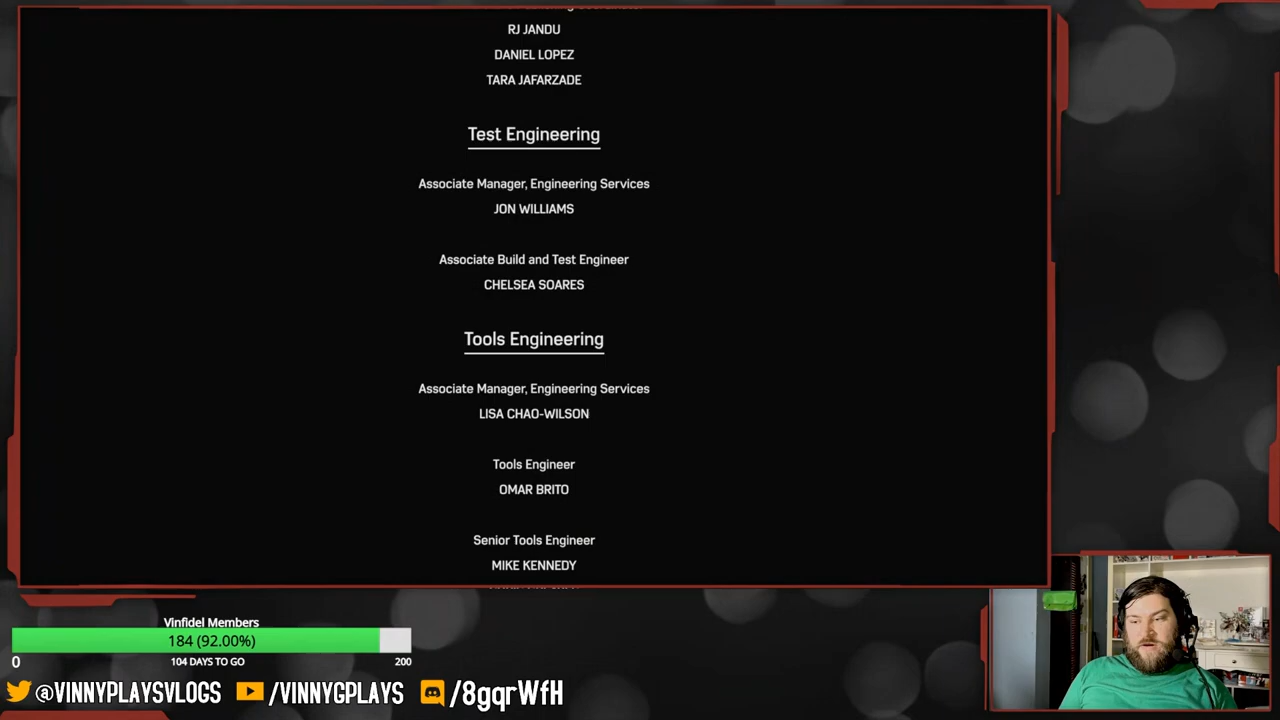 RJ JANDU
DANIEL LOPEZ
TARA JAFARZADE
Test Engineering
Associate Manager, Engineering Services
JON WILLIAMS
Associate Build and Test Engineer
CHELSEA SOARES
Tools Engineering
Associate Manager, Engineering Services
LISA CHAO-WILSON
Tools Engineer
OMAR BRITO
Senior Tools Engineer
MIKE KENNEDY
Vinfidel Members
184 (92.00%)
0 104 DAYS TO GO 200
@VINNYPLAYSVLOGS /VINNYGPLAYS /8gqrWfH